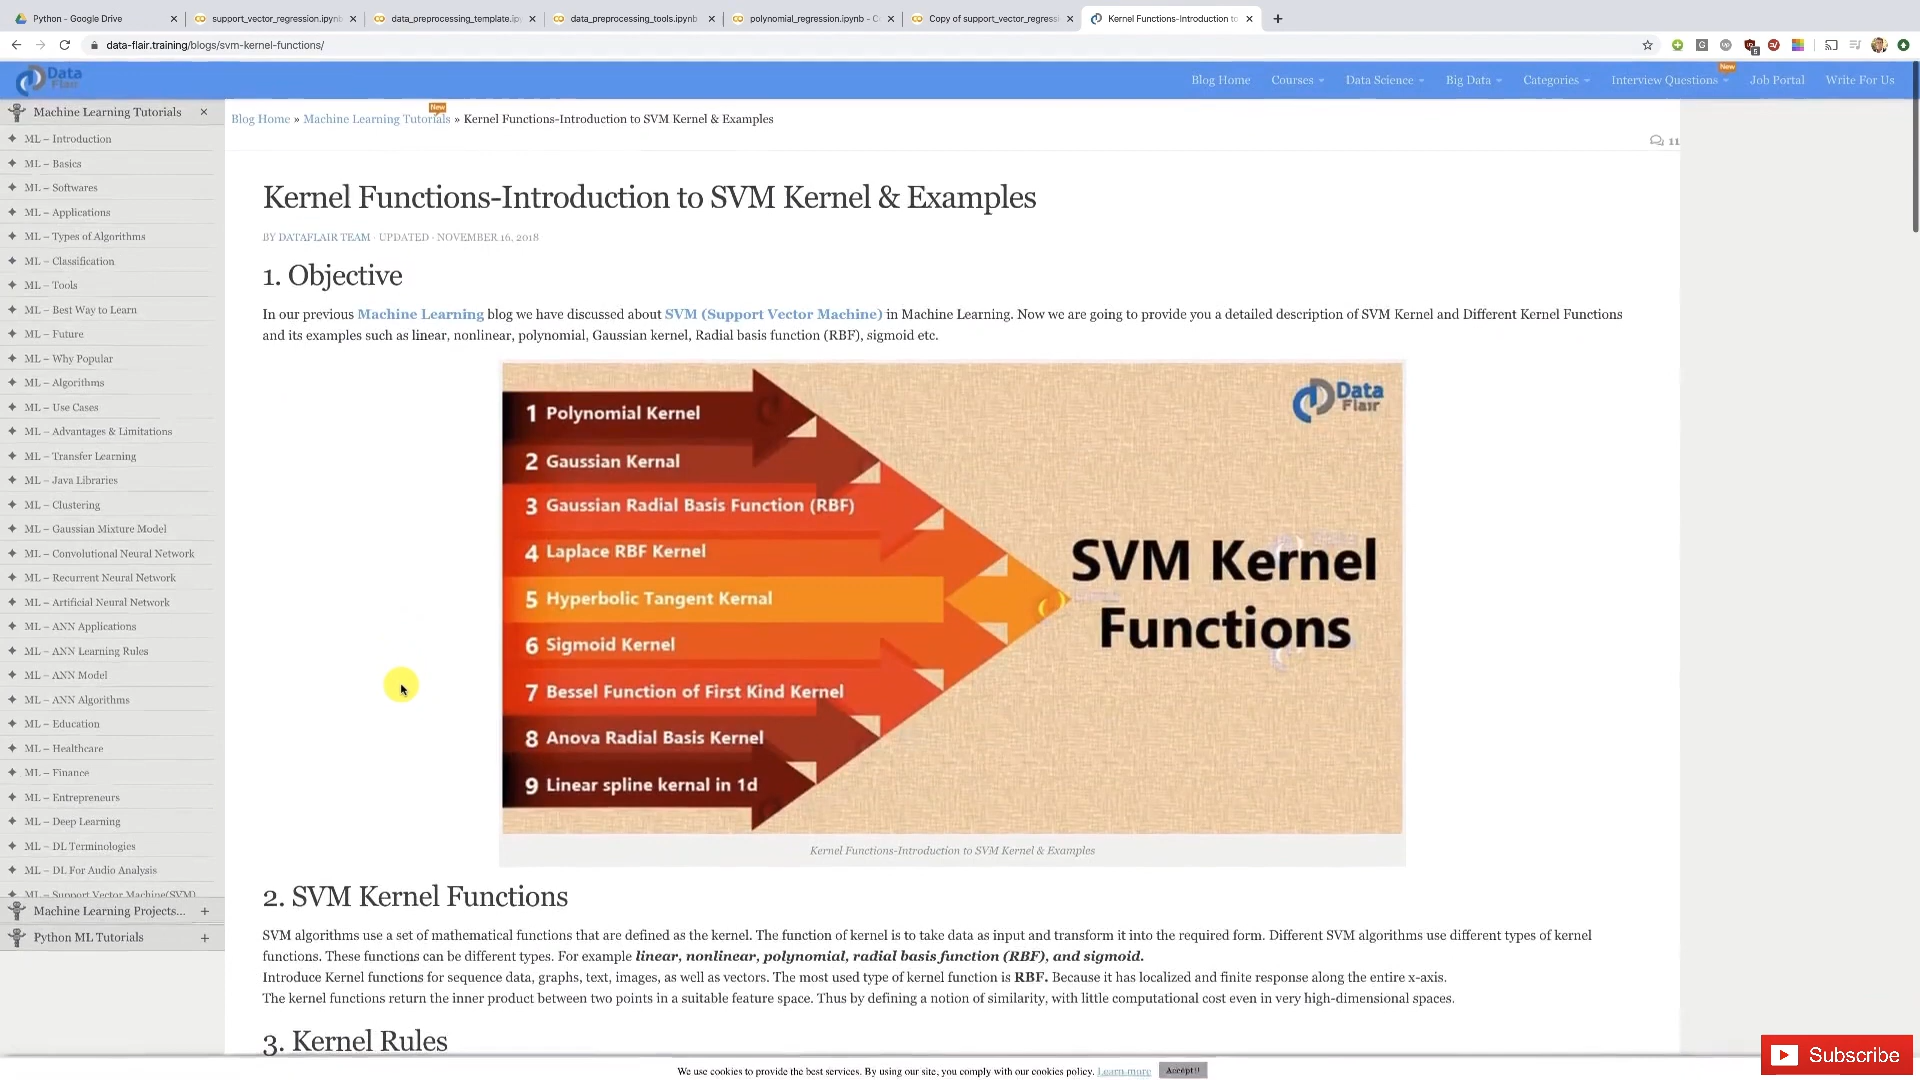 Python - Google Drive
support_vector_regression.ipynb
data_preprocessing_template.ip
data_preprocessing_tools.ipynb
polynomial_regression.ipynb - C
Copy of support_vector_regressi
Kernel Functions-Introduction to
data-flair.training/blogs/svm-kernel-functions/
Data
Flair
Blog Home
Courses
Data Science
Big Data
Categories
Interview Questions
New
Job Portal
Write For Us
Machine Learning Tutorials
ML – Introduction
ML – Basics
ML – Softwares
ML – Applications
ML – Types of Algorithms
ML – Classification
ML – Tools
ML – Best Way to Learn
ML – Future
ML – Why Popular
ML – Algorithms
ML – Use Cases
ML – Advantages & Limitations
ML – Transfer Learning
ML – Java Libraries
ML – Clustering
ML – Gaussian Mixture Model
ML – Convolutional Neural Network
ML – Recurrent Neural Network
ML – Artificial Neural Network
ML – ANN Applications
ML – ANN Learning Rules
ML – ANN Model
ML – ANN Algorithms
ML – Education
ML – Healthcare
ML – Finance
ML – Entrepreneurs
ML – Deep Learning
ML – DL Terminologies
ML – DL For Audio Analysis
ML – Support Vector Machine(SVM)
Machine Learning Projects...
Python ML Tutorials
New
Blog Home » Machine Learning Tutorials » Kernel Functions-Introduction to SVM Kernel & Examples
11
Kernel Functions-Introduction to SVM Kernel & Examples
BY DATAFLAIR TEAM · UPDATED · NOVEMBER 16, 2018
1. Objective
In our previous Machine Learning blog we have discussed about SVM (Support Vector Machine) in Machine Learning. Now we are going to provide you a detailed description of SVM Kernel and Different Kernel Functions
and its examples such as linear, nonlinear, polynomial, Gaussian kernel, Radial basis function (RBF), sigmoid etc.
Data
Flair
1 Polynomial Kernel
2 Gaussian Kernal
3 Gaussian Radial Basis Function (RBF)
4 Laplace RBF Kernel
5 Hyperbolic Tangent Kernal
6 Sigmoid Kernel
7 Bessel Function of First Kind Kernel
8 Anova Radial Basis Kernel
9 Linear spline kernal in 1d
SVM Kernel
Functions
Kernel Functions-Introduction to SVM Kernel & Examples
2. SVM Kernel Functions
SVM algorithms use a set of mathematical functions that are defined as the kernel. The function of kernel is to take data as input and transform it into the required form. Different SVM algorithms use different types of kernel
functions. These functions can be different types. For example linear, nonlinear, polynomial, radial basis function (RBF), and sigmoid.
Introduce Kernel functions for sequence data, graphs, text, images, as well as vectors. The most used type of kernel function is RBF. Because it has localized and finite response along the entire x-axis.
The kernel functions return the inner product between two points in a suitable feature space. Thus by defining a notion of similarity, with little computational cost even in very high-dimensional spaces.
3. Kernel Rules
We use cookies to provide the best services. By using our site, you comply with our cookies policy. Learn more Accept!!
Subscribe